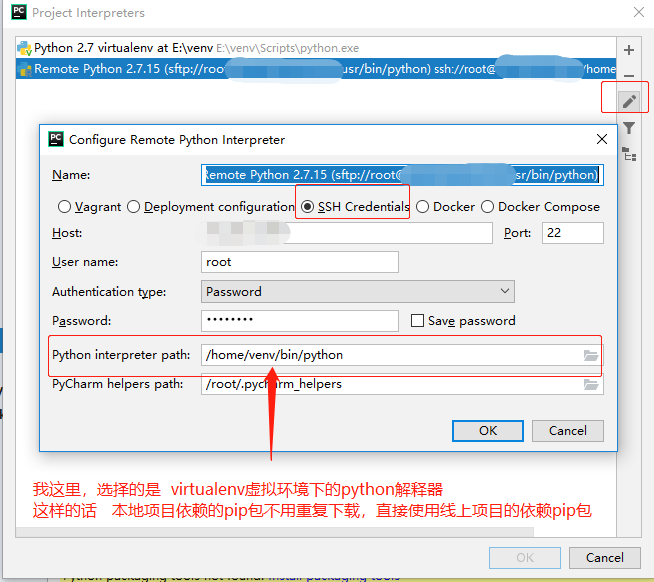 PC Project Interpreters
Python 2.7 virtualenv at E:\venv E:\venv\Scripts\python.exe
Remote Python 2.7.15 (sftp://root usr/bin/python) ssh://root@ /home
PC Configure Remote Python Interpreter
Name: Remote Python 2.7.15 (sftp://root@ sr/bin/python)
Vagrant Deployment configuration SSH Credentials Docker Docker Compose
Host: Port: 22
User name: root
Authentication type: Password
Password: •••••••• Save password
Python interpreter path: /home/venv/bin/python
PyCharm helpers path: /root/.pycharm_helpers
OK Cancel
我这里，选择的是 virtualenv虚拟环境下的python解释器
这样的话 本地项目依赖的pip包不用重复下载，直接使用线上项目的依赖pip包
OK Cancel
Python packaging tools not found. Install packaging tools